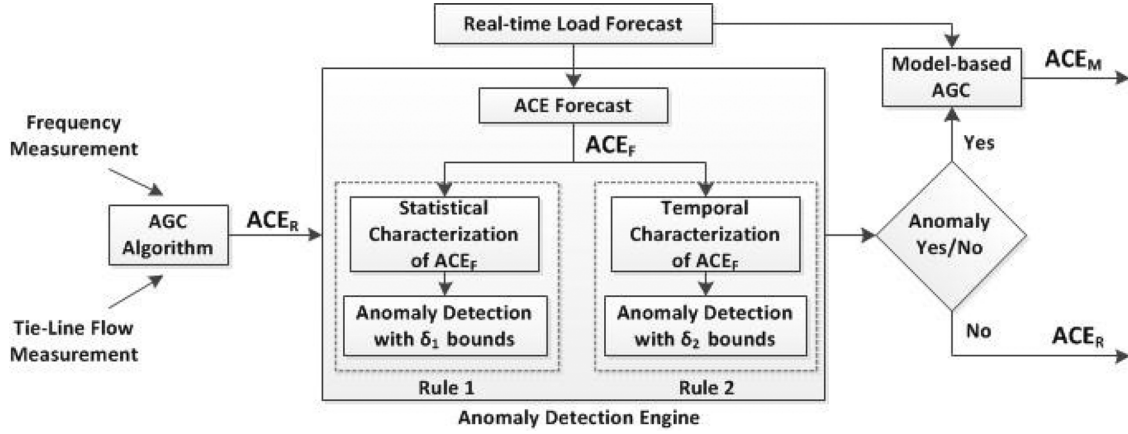 Real-time Load Forecast
ACE Forecast
ACE_F
Frequency
Measurement
AGC
Algorithm
ACE_R
Tie-Line Flow
Measurement
Statistical
Characterization
of ACE_F
Anomaly Detection
with δ₁ bounds
Rule 1
Temporal
Characterization
of ACE_F
Anomaly Detection
with δ₂ bounds
Rule 2
Anomaly Detection Engine
Model-based
AGC
ACE_M
Yes
Anomaly
Yes/No
No
ACE_R